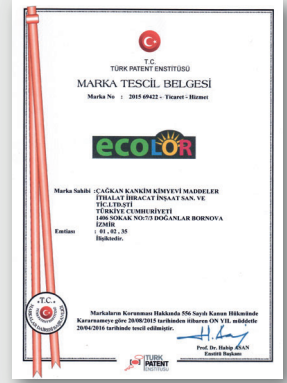 T.C.
TÜRK PATENT ENSTİTÜSÜ
MARKA TESCİL BELGESİ
Marka No : 2015 69422 - Ticaret - Hizmet
ecoLOR
Marka Sahibi :ÇAĞKAN KANKİM KİMYEVİ MADDELER
İTHALAT İHRACAT İNŞAAT SAN. VE
TİC.LTD.ŞTİ
TÜRKİYE CUMHURİYETİ
1406 SOKAK NO:7/3 DOĞANLAR BORNOVA
İZMİR
Emtiası : 01 , 02 , 35
İlişiktedir.
Markaların Korunması Hakkında 556 Sayılı Kanun Hükmünde
Kararnameye göre 20/08/2015 tarihinden itibaren ON YIL müddetle
20/04/2016 tarihinde tescil edilmiştir.
T.C.
Prof. Dr. Habip ASAN
Enstitü Başkanı
TÜRK
PATENT
ENSTİTÜSÜ